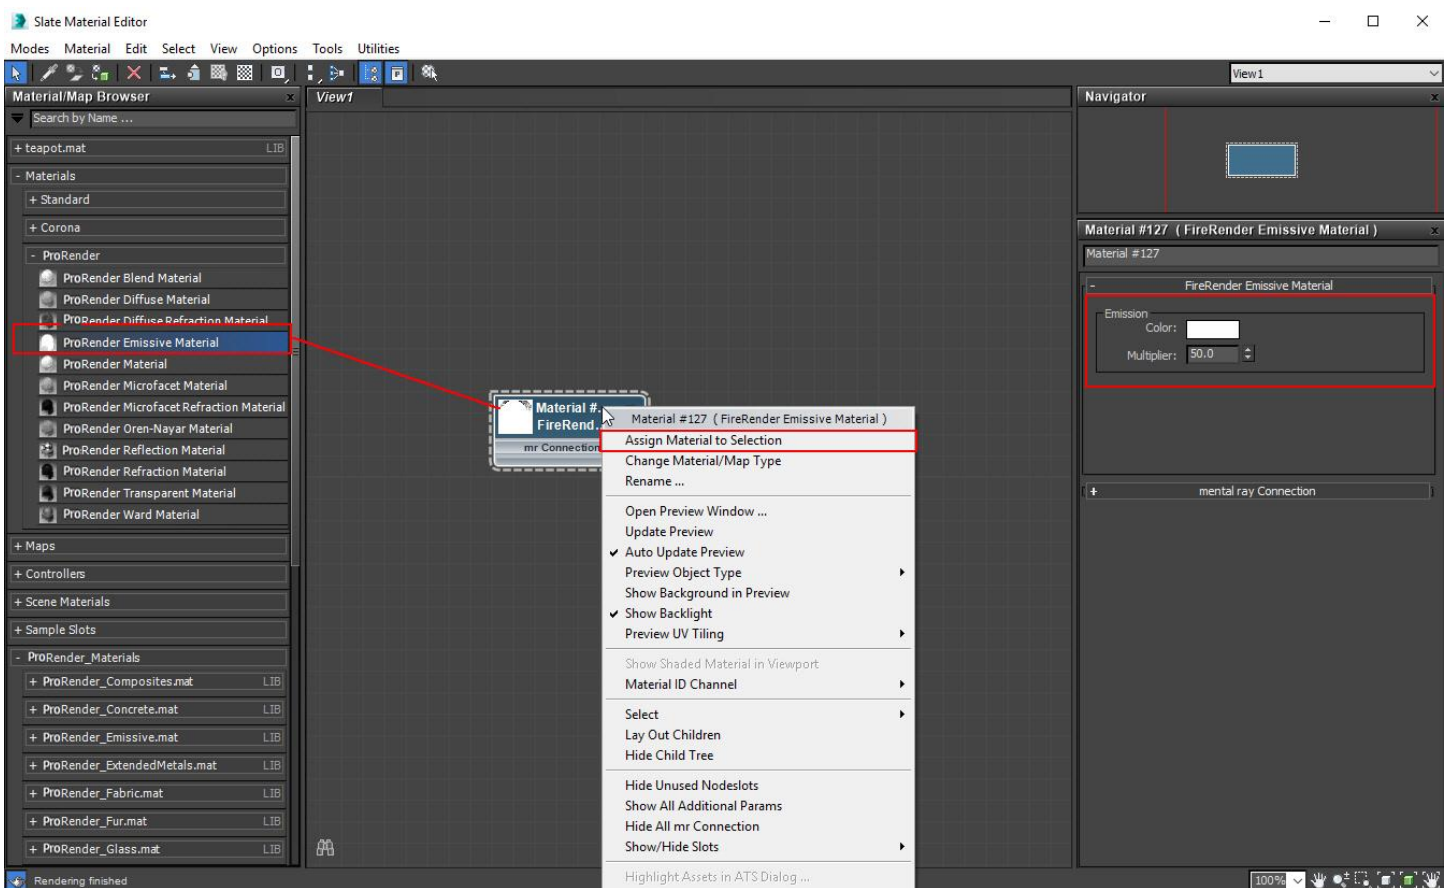 Slate Material Editor
Modes Material Edit Select View Options Tools Utilities
View1
Material/Map Browser
Search by Name ...
+ teapot.mat LIB
- Materials
+ Standard
+ Corona
- ProRender
ProRender Blend Material
ProRender Diffuse Material
ProRender Diffuse Refraction Material
ProRender Emissive Material
ProRender Material
ProRender Microfacet Material
ProRender Microfacet Refraction Material
ProRender Oren-Nayar Material
ProRender Reflection Material
ProRender Refraction Material
ProRender Transparent Material
ProRender Ward Material
+ Maps
+ Controllers
+ Scene Materials
+ Sample Slots
- ProRender_Materials
+ ProRender_Composites.mat LIB
+ ProRender_Concrete.mat LIB
+ ProRender_Emissive.mat LIB
+ ProRender_ExtendedMetals.mat LIB
+ ProRender_Fabric.mat LIB
+ ProRender_Fur.mat LIB
+ ProRender_Glass.mat LIB
Rendering finished
View1
Material #...
FireRend...
mr Connection
Material #127 ( FireRender Emissive Material )
Assign Material to Selection
Change Material/Map Type
Rename ...
Open Preview Window ...
Update Preview
Auto Update Preview
Preview Object Type
Show Background in Preview
Show Backlight
Preview UV Tiling
Show Shaded Material in Viewport
Material ID Channel
Select
Lay Out Children
Hide Child Tree
Hide Unused Nodeslots
Show All Additional Params
Hide All mr Connection
Show/Hide Slots
Highlight Assets in ATS Dialog ...
Navigator
Material #127 ( FireRender Emissive Material )
Material #127
- FireRender Emissive Material
Emission
Color:
Multiplier: 50.0
+ mental ray Connection
100%